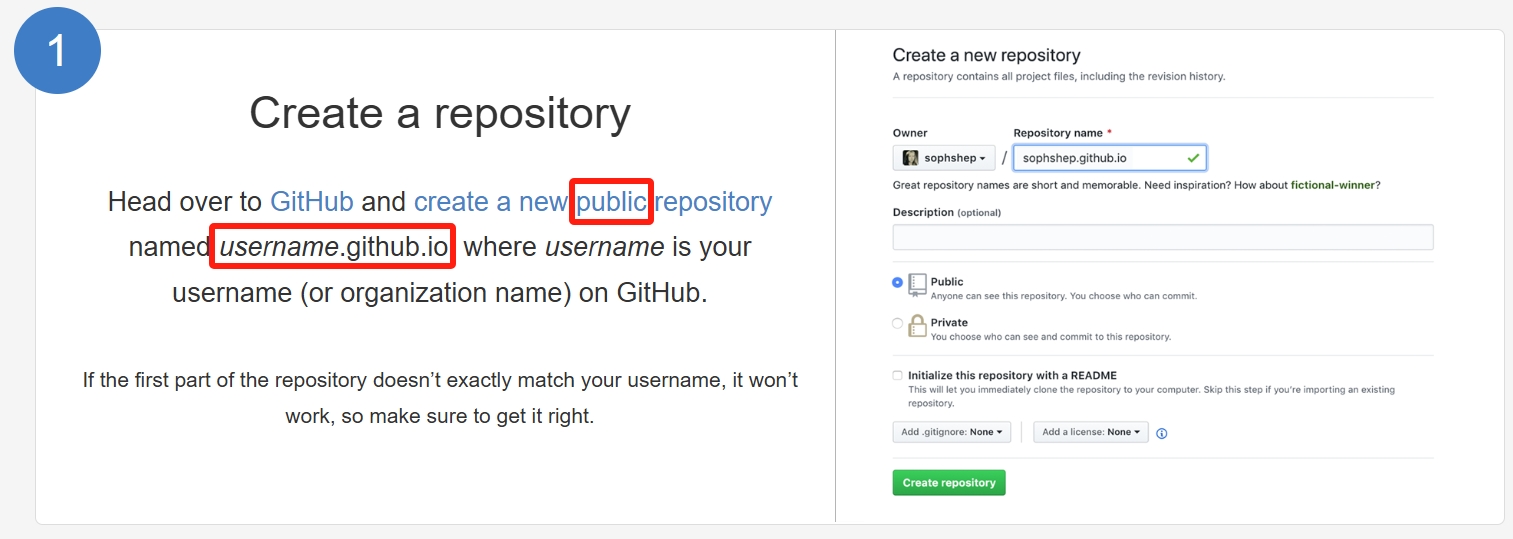 1
Create a repository
Head over to GitHub and create a new public repository
named username.github.io where username is your
username (or organization name) on GitHub.
If the first part of the repository doesn’t exactly match your username, it won’t
work, so make sure to get it right.
Create a new repository
A repository contains all project files, including the revision history.
Owner
Repository name *
sophshep / sophshep.github.io
Great repository names are short and memorable. Need inspiration? How about fictional-winner?
Description (optional)
Public
Anyone can see this repository. You choose who can commit.
Private
You choose who can see and commit to this repository.
Initialize this repository with a README
This will let you immediately clone the repository to your computer. Skip this step if you’re importing an existing
repository.
Add .gitignore: None
Add a license: None
Create repository